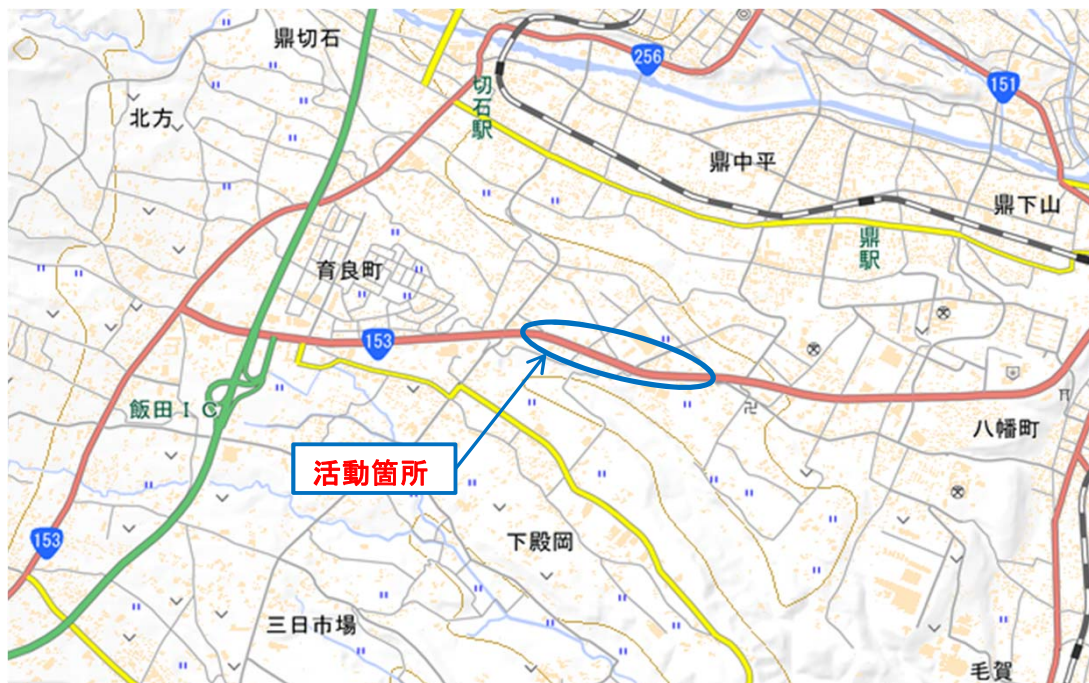 鼎切石
256
151
切石駅
北方
鼎中平
鼎下山
鼎駅
育良町
153
飯田IC
八幡町
活動箇所
153
下殿岡
三日市場
毛賀